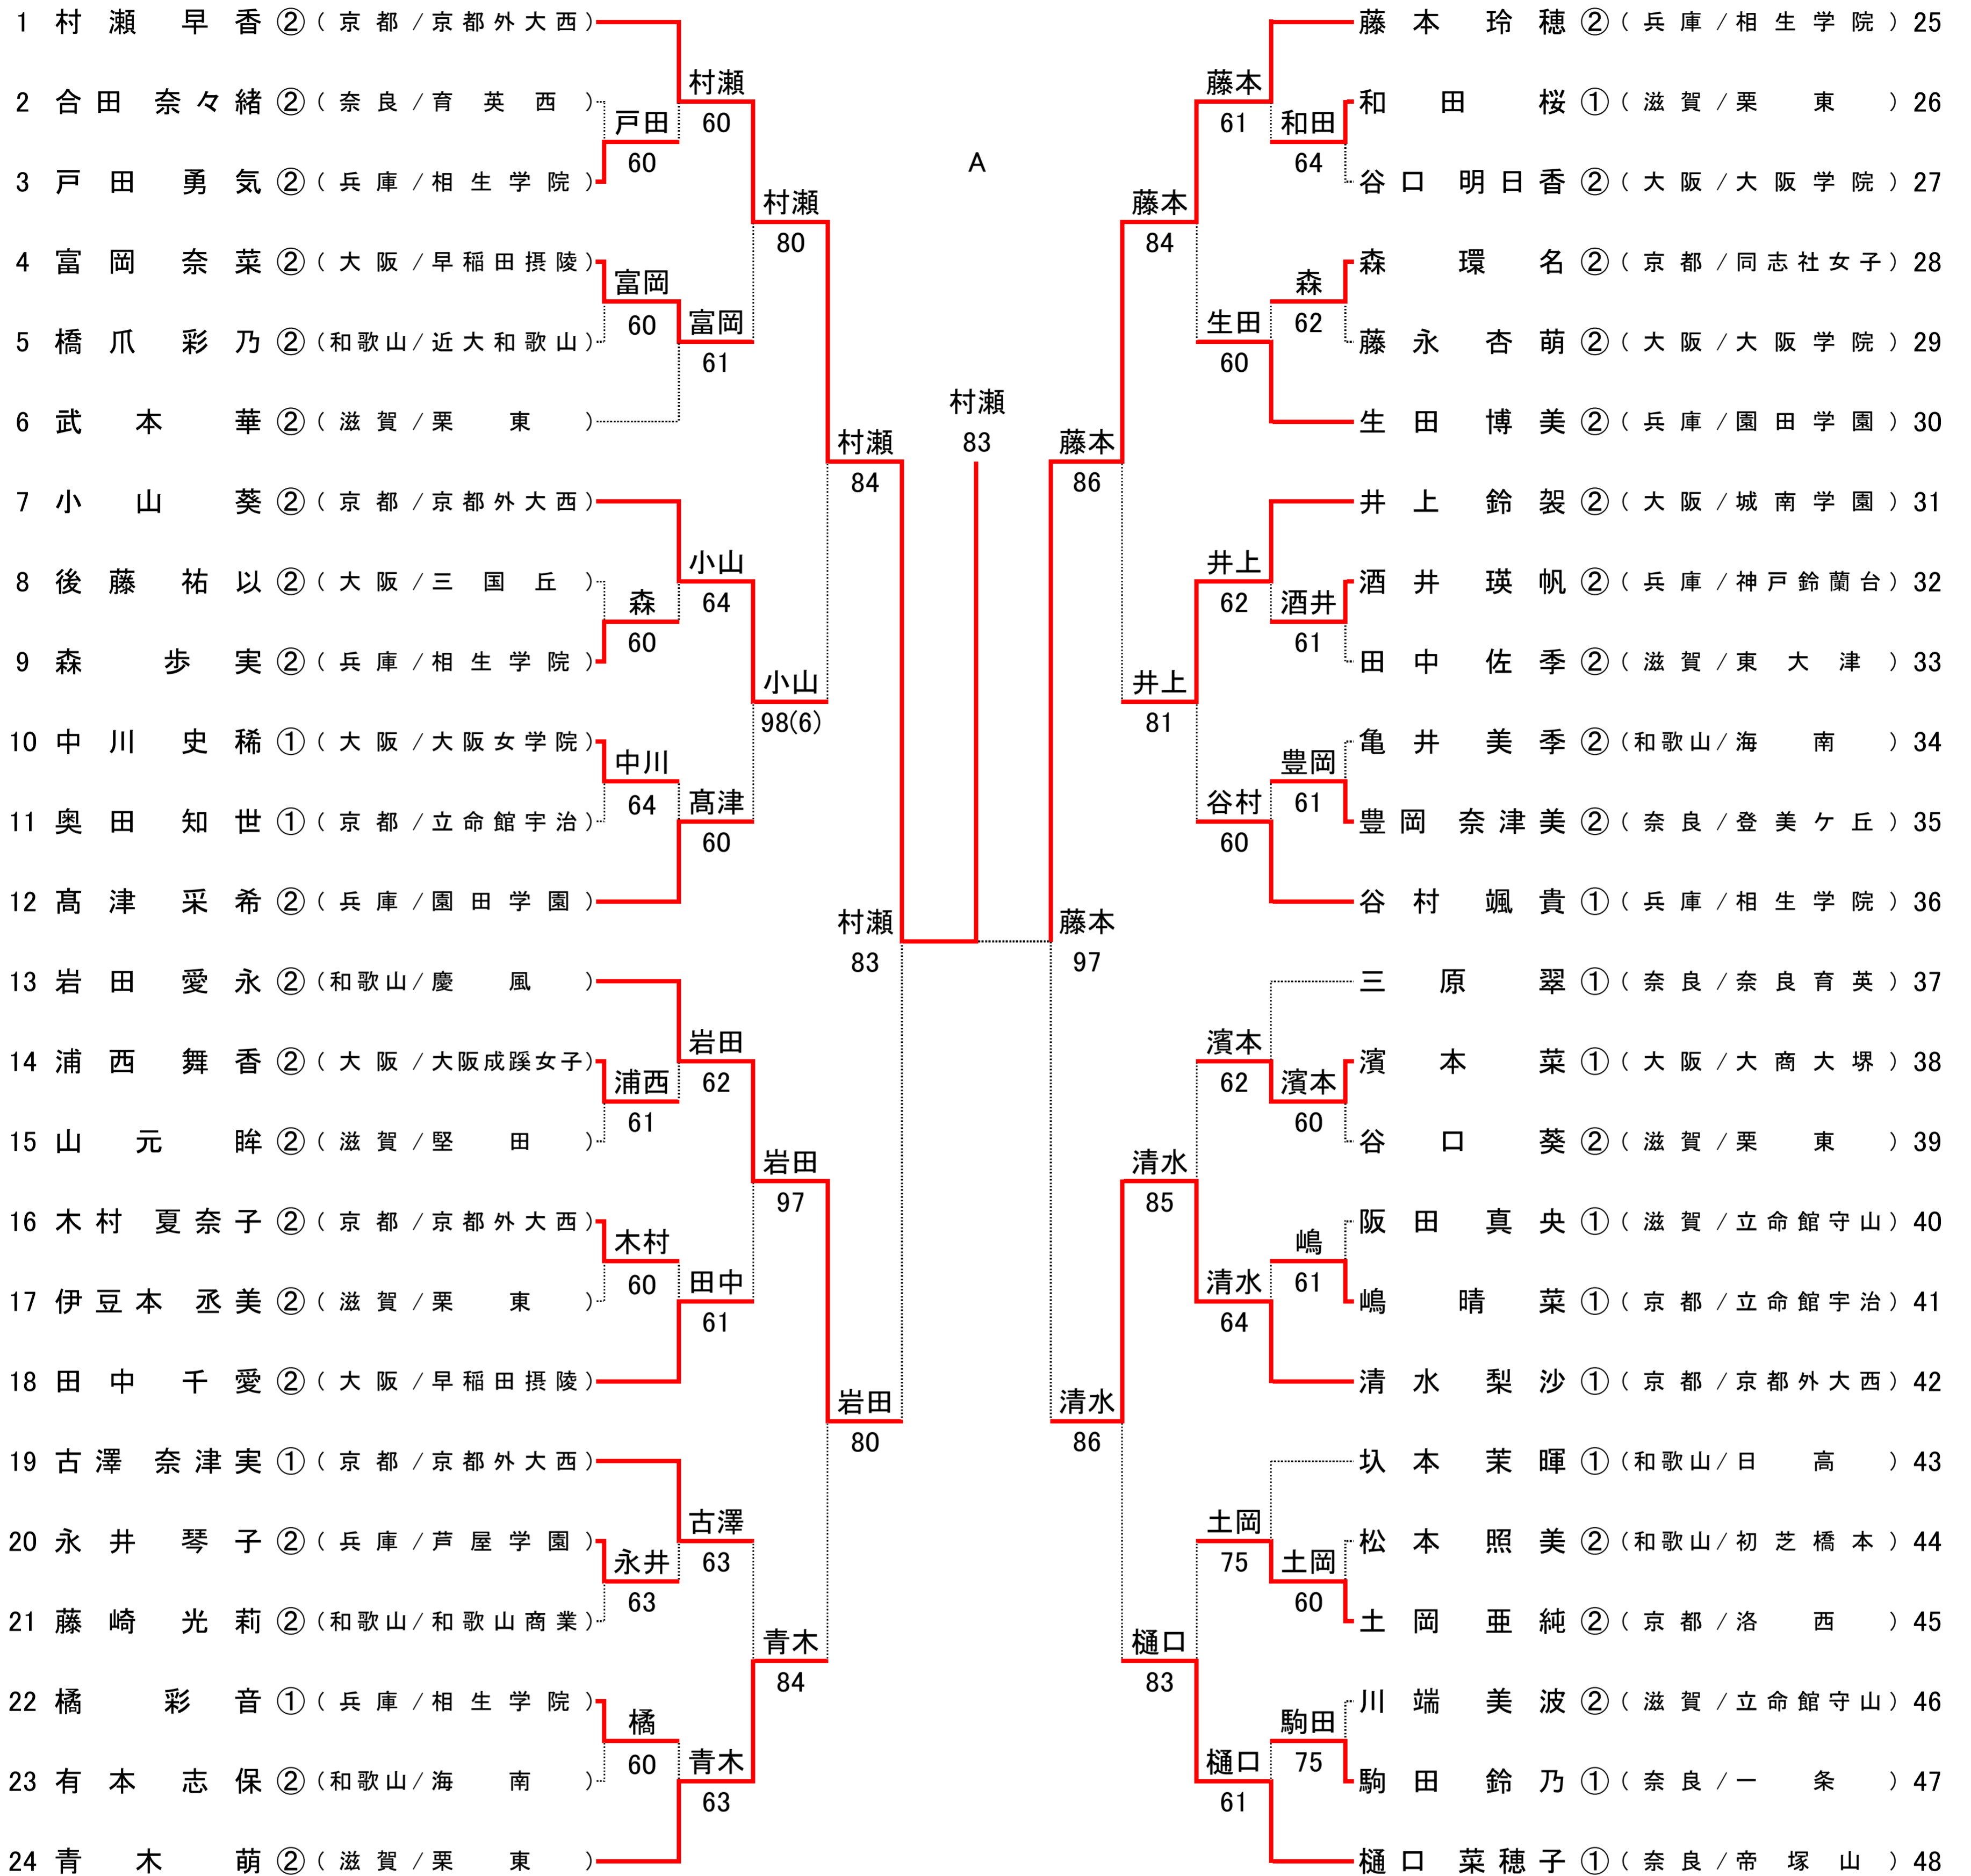 1 村瀬 早香 ② (京都/京都外大西)
2 合田 奈々緒 ② (奈良/育英西)
3 戸田 勇気 ② (兵庫/相生学院)
4 富岡 奈菜 ② (大阪/早稲田摂陵)
5 橋爪 彩乃 ② (和歌山/近大和歌山)
6 武本 華 ② (滋賀/栗東)
7 小山 葵 ② (京都/京都外大西)
8 後藤 祐以 ② (大阪/三国丘)
9 森 歩実 ② (兵庫/相生学院)
10 中川 史稀 ① (大阪/大阪女学院)
11 奥田 知世 ① (京都/立命館宇治)
12 髙津 采希 ② (兵庫/園田学園)
13 岩田 愛永 ② (和歌山/慶風)
14 浦西 舞香 ② (大阪/大阪成蹊女子)
15 山元 眸 ② (滋賀/堅田)
16 木村 夏奈子 ② (京都/京都外大西)
17 伊豆本 丞美 ② (滋賀/栗東)
18 田中 千愛 ② (大阪/早稲田摂陵)
19 古澤 奈津実 ① (京都/京都外大西)
20 永井 琴子 ② (兵庫/芦屋学園)
21 藤崎 光莉 ② (和歌山/和歌山商業)
22 橘 彩音 ① (兵庫/相生学院)
23 有本 志保 ② (和歌山/海南)
24 青木 萌 ② (滋賀/栗東)
戸田
60
富岡
60
森
60
中川
64
浦西
61
木村
60
永井
63
橘
60
村瀬
60
富岡
61
小山
64
髙津
60
岩田
62
田中
61
古澤
63
青木
63
村瀬
80
小山
98(6)
岩田
97
青木
84
村瀬
84
岩田
80
村瀬
83
A
村瀬
83
藤本
97
藤本
86
清水
86
藤本
84
井上
81
清水
85
樋口
83
藤本
61
生田
60
井上
62
谷村
60
濱本
62
清水
64
土岡
75
樋口
61
和田
64
森
62
酒井
61
豊岡
61
濱本
60
嶋
61
土岡
60
駒田
75
藤本 玲穂 ② (兵庫/相生学院) 25
和田 桜 ① (滋賀/栗東) 26
谷口 明日香 ② (大阪/大阪学院) 27
森 環名 ② (京都/同志社女子) 28
藤永 杏萌 ② (大阪/大阪学院) 29
生田 博美 ② (兵庫/園田学園) 30
井上 鈴袈 ② (大阪/城南学園) 31
酒井 瑛帆 ② (兵庫/神戸鈴蘭台) 32
田中 佐季 ② (滋賀/東大津) 33
亀井 美季 ② (和歌山/海南) 34
豊岡 奈津美 ② (奈良/登美ケ丘) 35
谷村 颯貴 ① (兵庫/相生学院) 36
三原 翠 ① (奈良/奈良育英) 37
濱本 菜 ① (大阪/大商大堺) 38
谷口 葵 ② (滋賀/栗東) 39
阪田 真央 ① (滋賀/立命館守山) 40
嶋 晴菜 ① (京都/立命館宇治) 41
清水 梨沙 ① (京都/京都外大西) 42
圦本 茉暉 ① (和歌山/日高) 43
松本 照美 ② (和歌山/初芝橋本) 44
土岡 亜純 ② (京都/洛西) 45
川端 美波 ② (滋賀/立命館守山) 46
駒田 鈴乃 ① (奈良/一条) 47
樋口 菜穂子 ① (奈良/帝塚山) 48